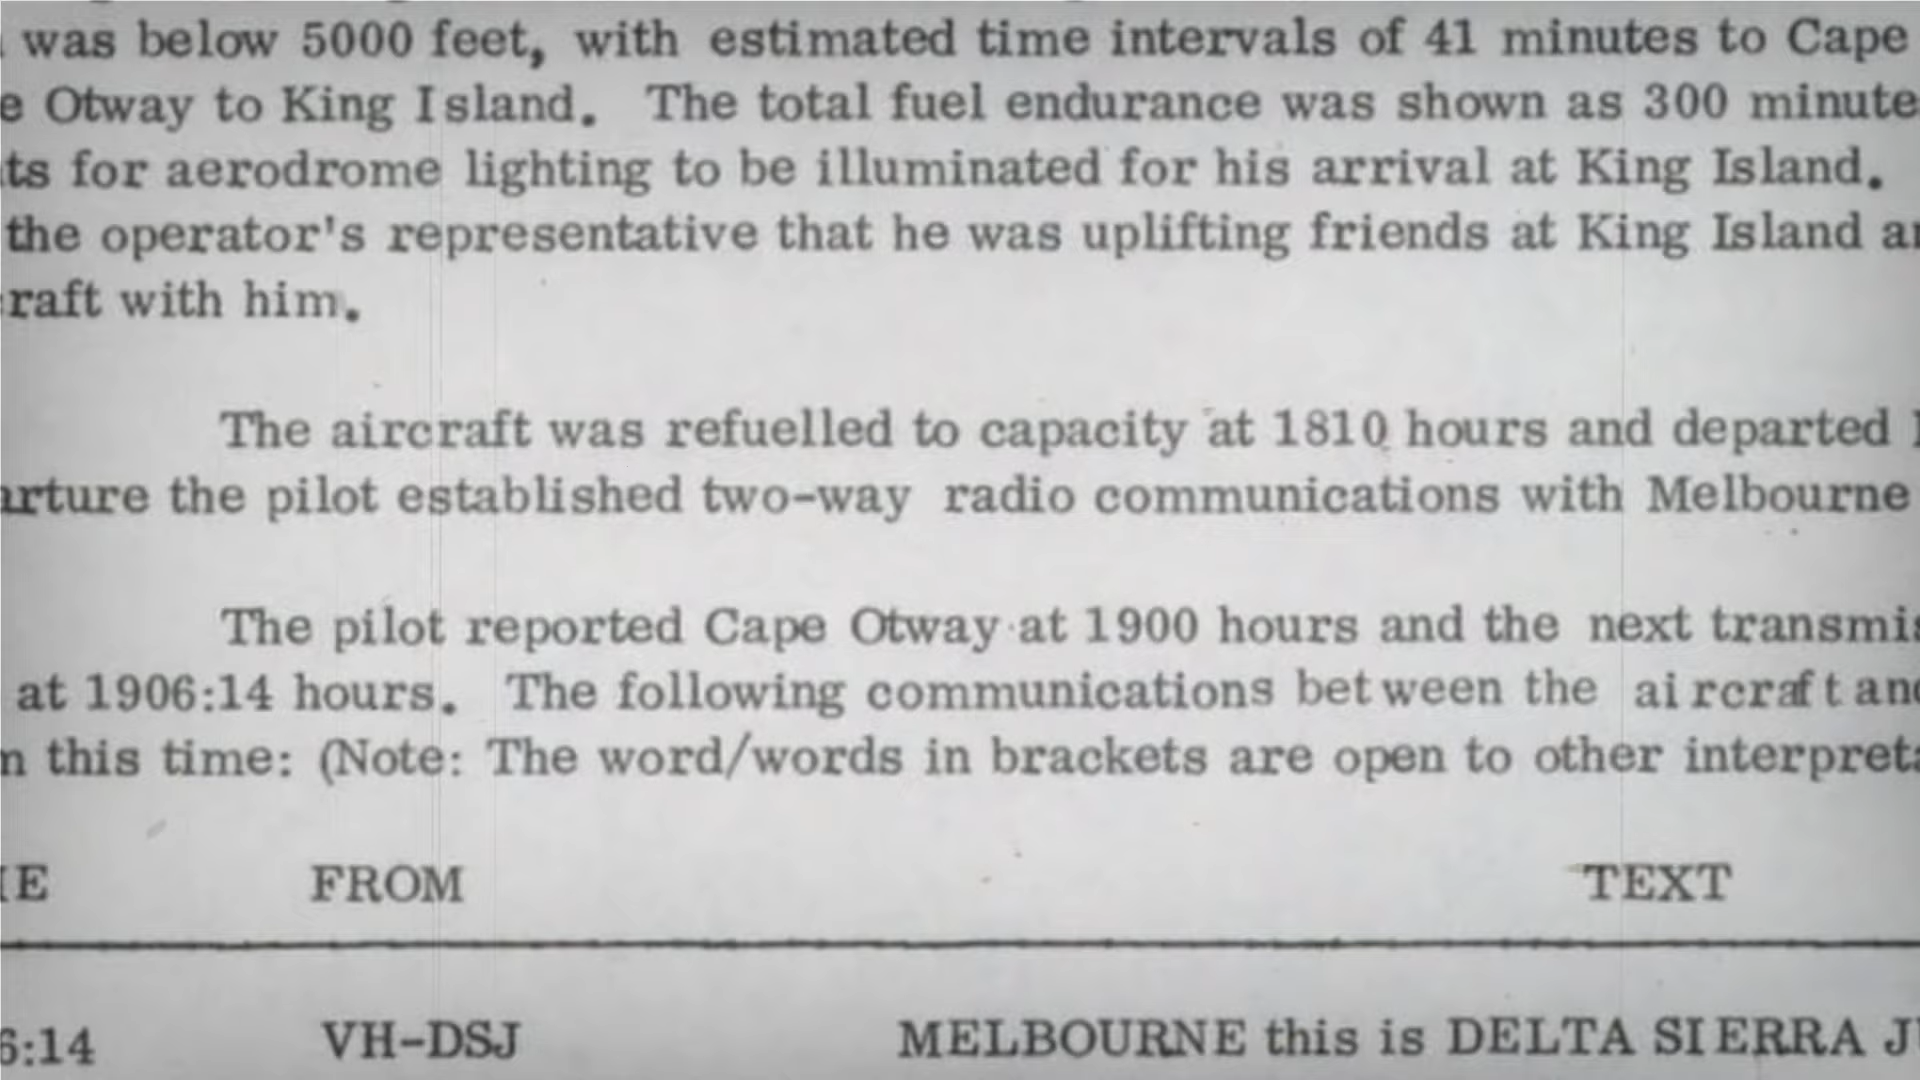 was below 5000 feet, with estimated time intervals of 41 minutes to Cape
e Otway to King Island. The total fuel endurance was shown as 300 minute
ts for aerodrome lighting to be illuminated for his arrival at King Island.
the operator's representative that he was uplifting friends at King Island a
raft with him.
The aircraft was refuelled to capacity at 1810 hours and departed
arture the pilot established two-way radio communications with Melbourne
The pilot reported Cape Otway at 1900 hours and the next transmis
at 1906:14 hours. The following communications between the aircraft and
n this time: (Note: The word/words in brackets are open to other interpreta
E FROM TEXT
6:14 VH-DSJ MELBOURNE this is DELTA SIERRA JU